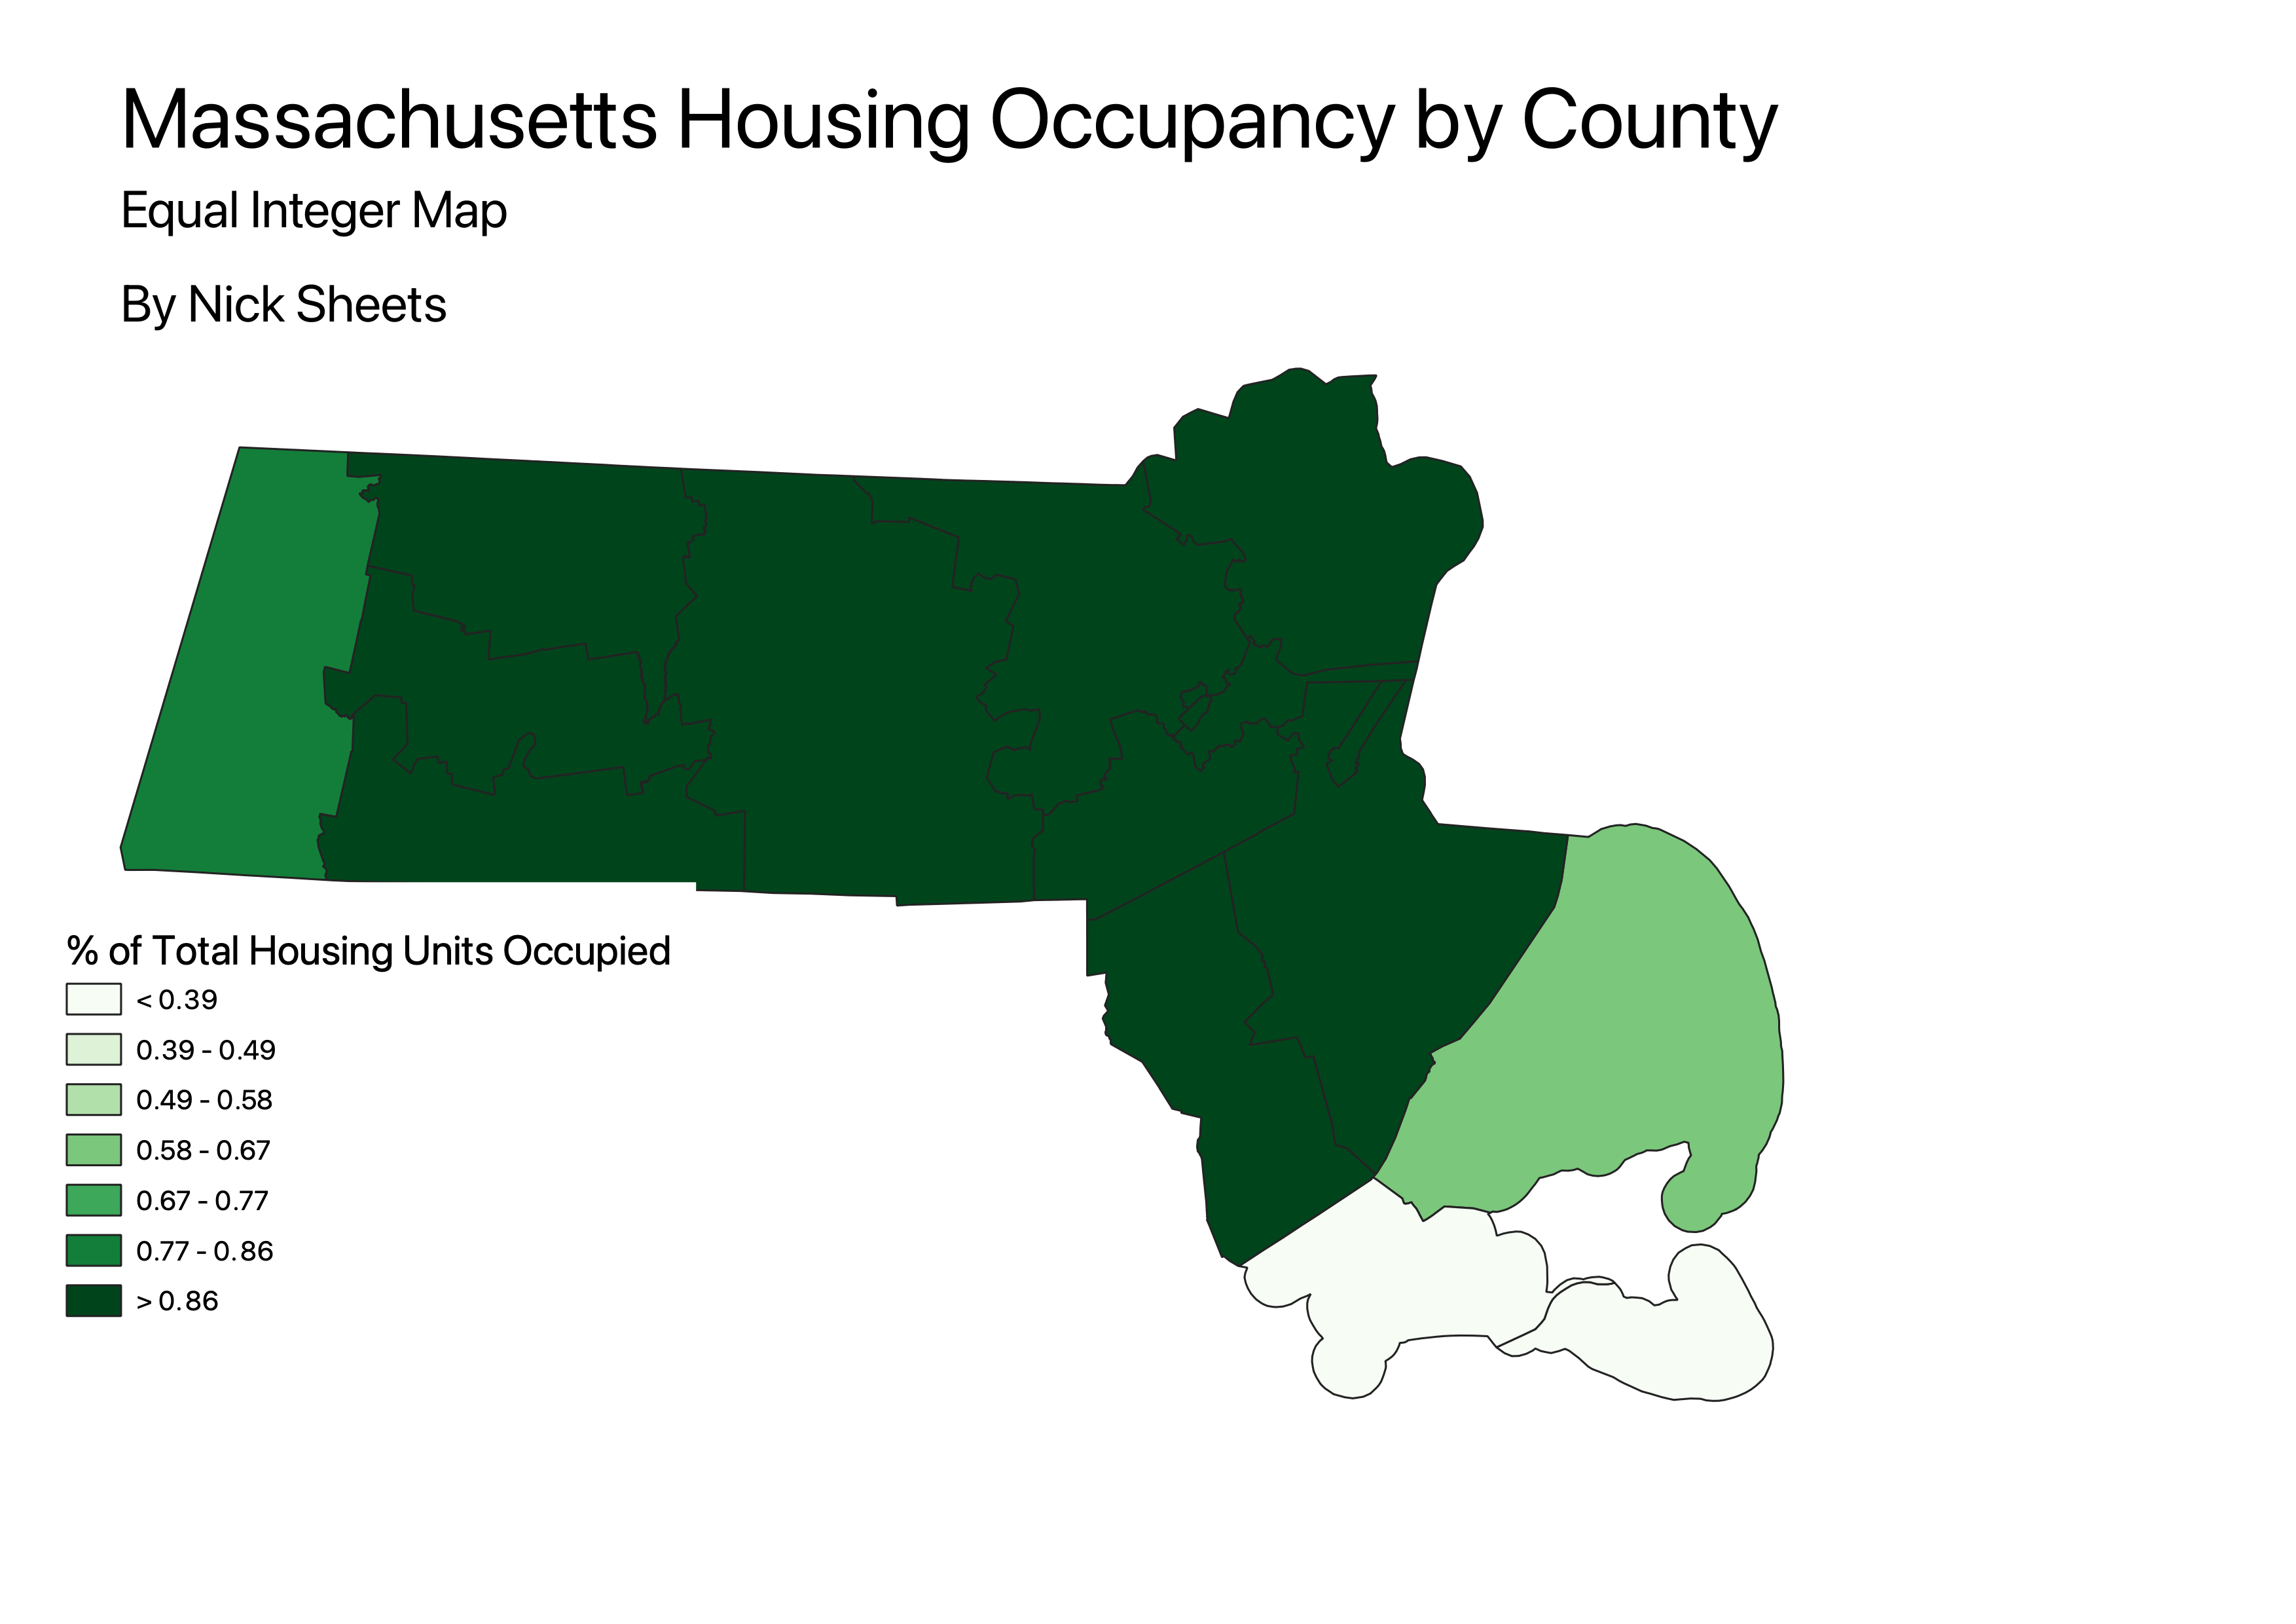 Massachusetts Housing Occupancy by County
Equal Integer Map
By Nick Sheets
% of Total Housing Units Occupied
< 0.39
0.39 - 0.49
0.49 - 0.58
0.58 - 0.67
0.67 - 0.77
0.77 - 0.86
> 0.86